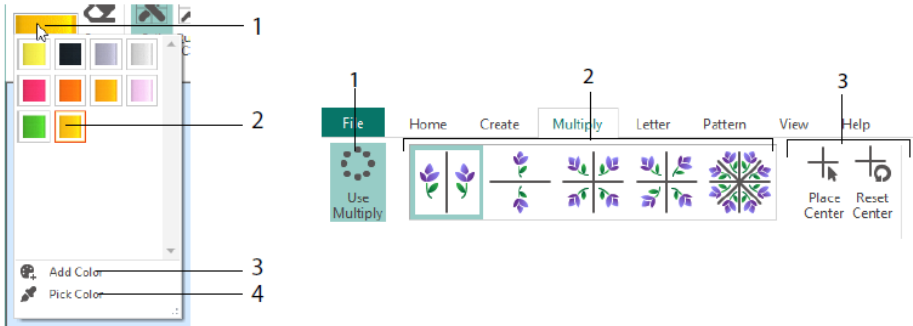 1
2
3
4
Add Color
Pick Color
1
2
3
File Home Create Multiply Letter Pattern View Help
Use
Multiply
Place
Center
Reset
Center